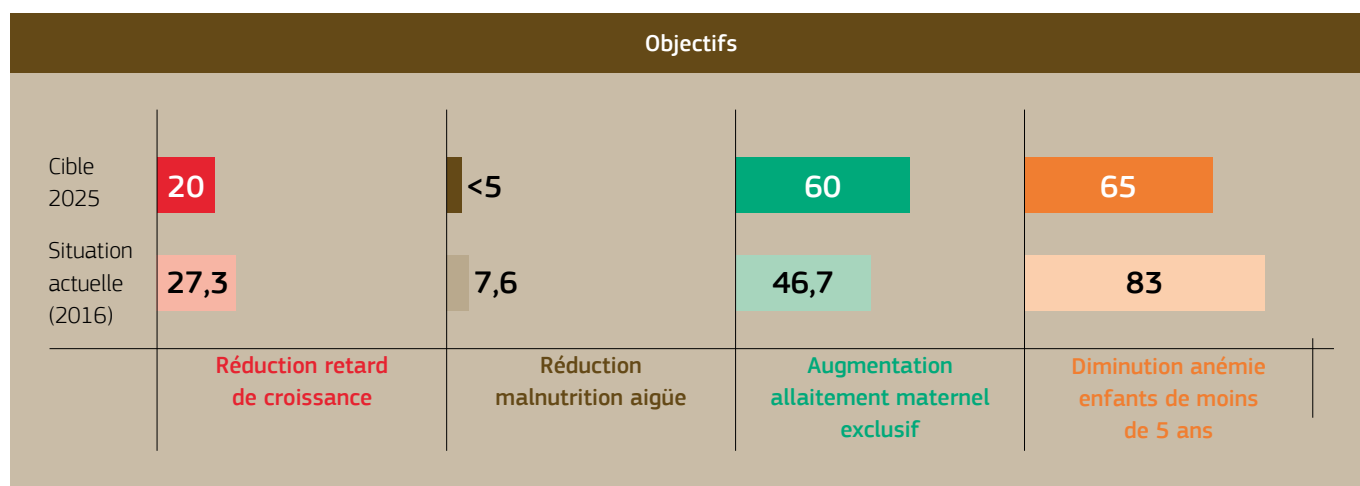 Objectifs
Cible
2025
20
<5
60
65
Situation
actuelle
(2016)
27,3
7,6
46,7
83
Réduction retard
de croissance
Réduction
malnutrition aigüe
Augmentation
allaitement maternel
exclusif
Diminution anémie
enfants de moins
de 5 ans